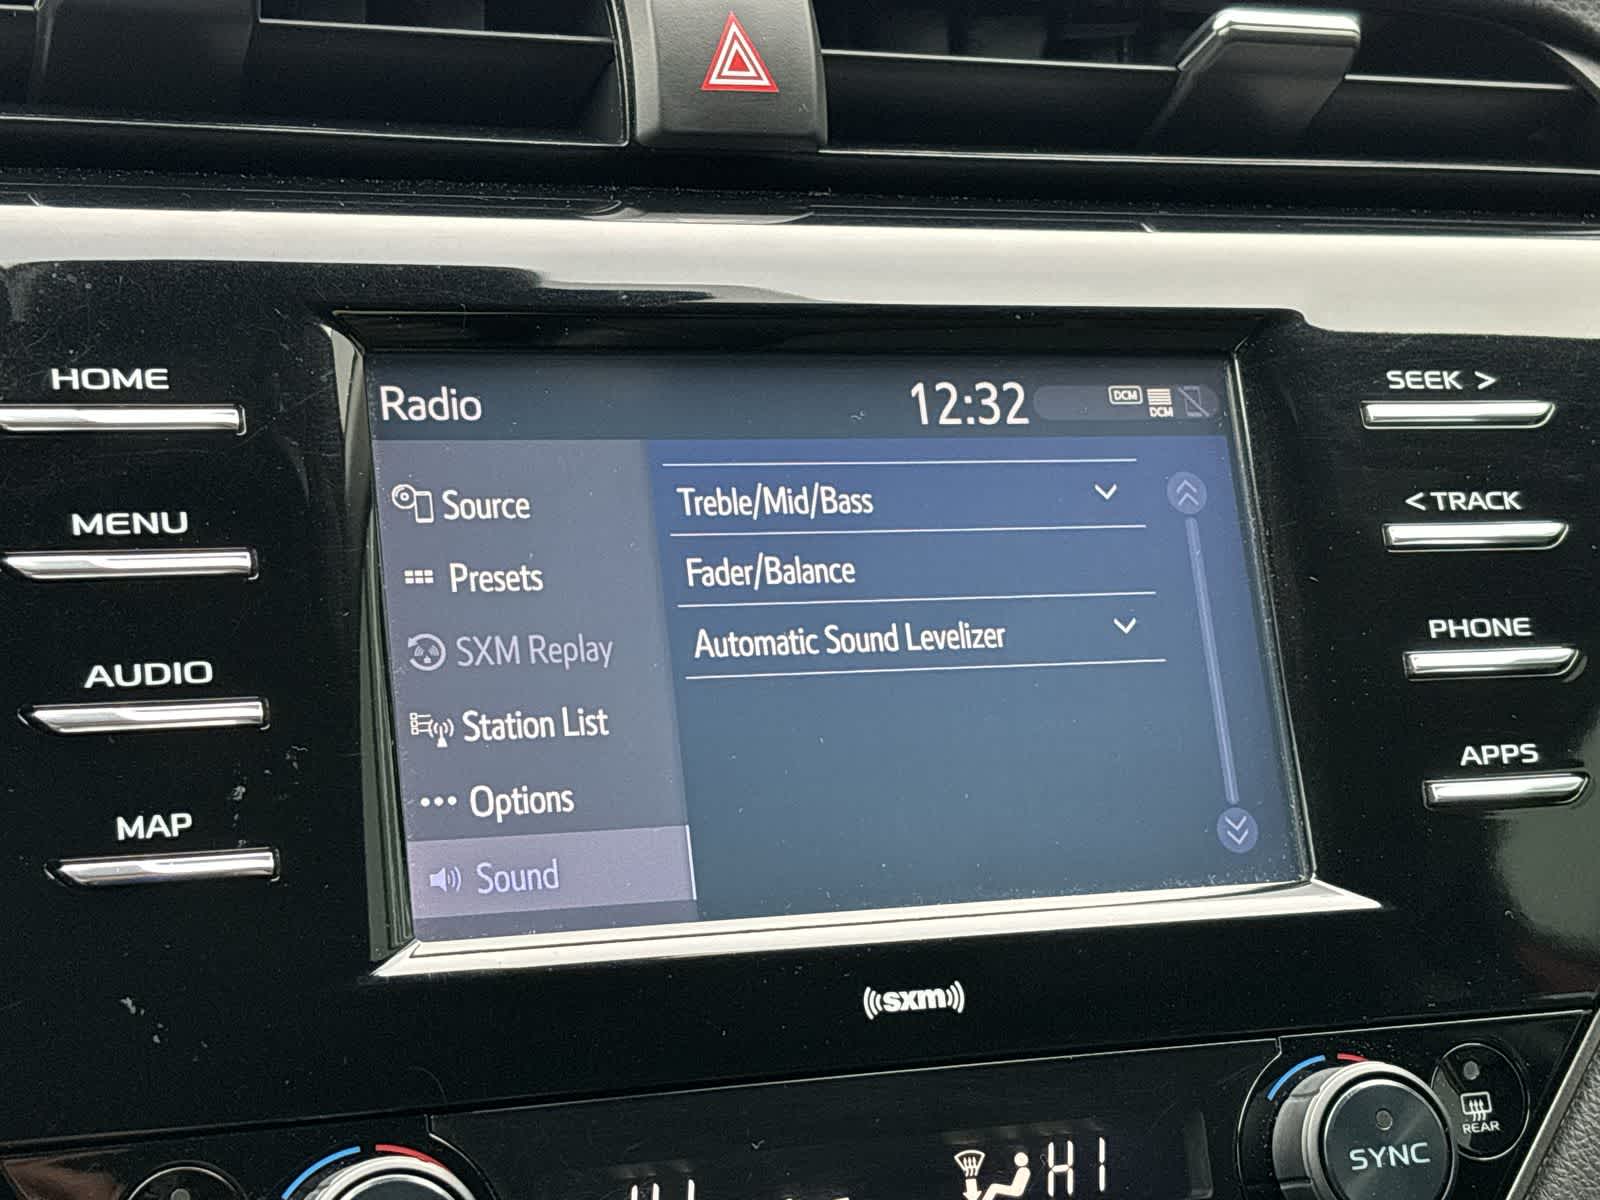 HOME
MENU
AUDIO
MAP
Radio
12:32
DCM
DCM
Source
Presets
SXM Replay
Station List
Options
Sound
Treble/Mid/Bass
Fader/Balance
Automatic Sound Levelizer
SEEK >
< TRACK
PHONE
APPS
sxm
HI
SYNC
REAR